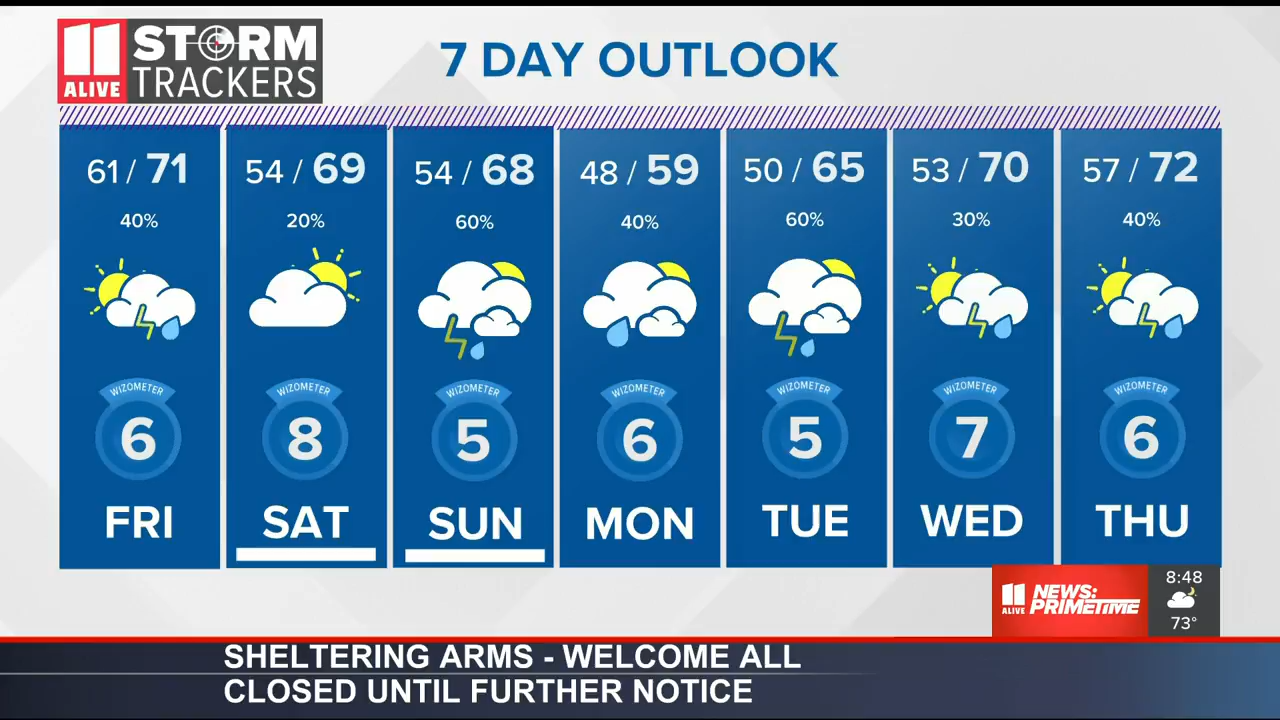 11
ALIVE
STORM
TRACKERS
7 DAY OUTLOOK
61 / 71
40%
WIZOMETER
6
FRI
54 / 69
20%
WIZOMETER
8
SAT
54 / 68
60%
WIZOMETER
5
SUN
48 / 59
40%
WIZOMETER
6
MON
50 / 65
60%
WIZOMETER
5
TUE
53 / 70
30%
WIZOMETER
7
WED
57 / 72
40%
WIZOMETER
6
THU
11
ALIVE
NEWS:
PRIMETIME
8:48
73°
SHELTERING ARMS - WELCOME ALL
CLOSED UNTIL FURTHER NOTICE